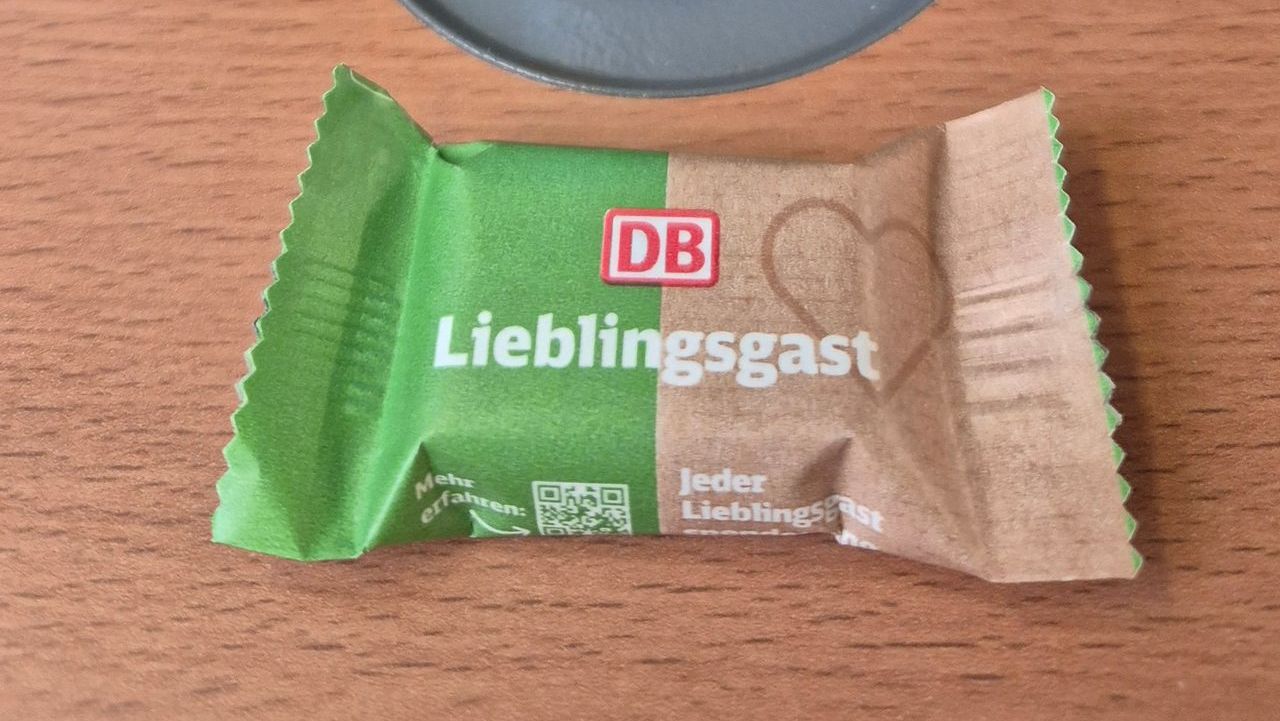 DB
Lieblingsgast
Mehr
erfahren:
Jeder
Lieblingsgast